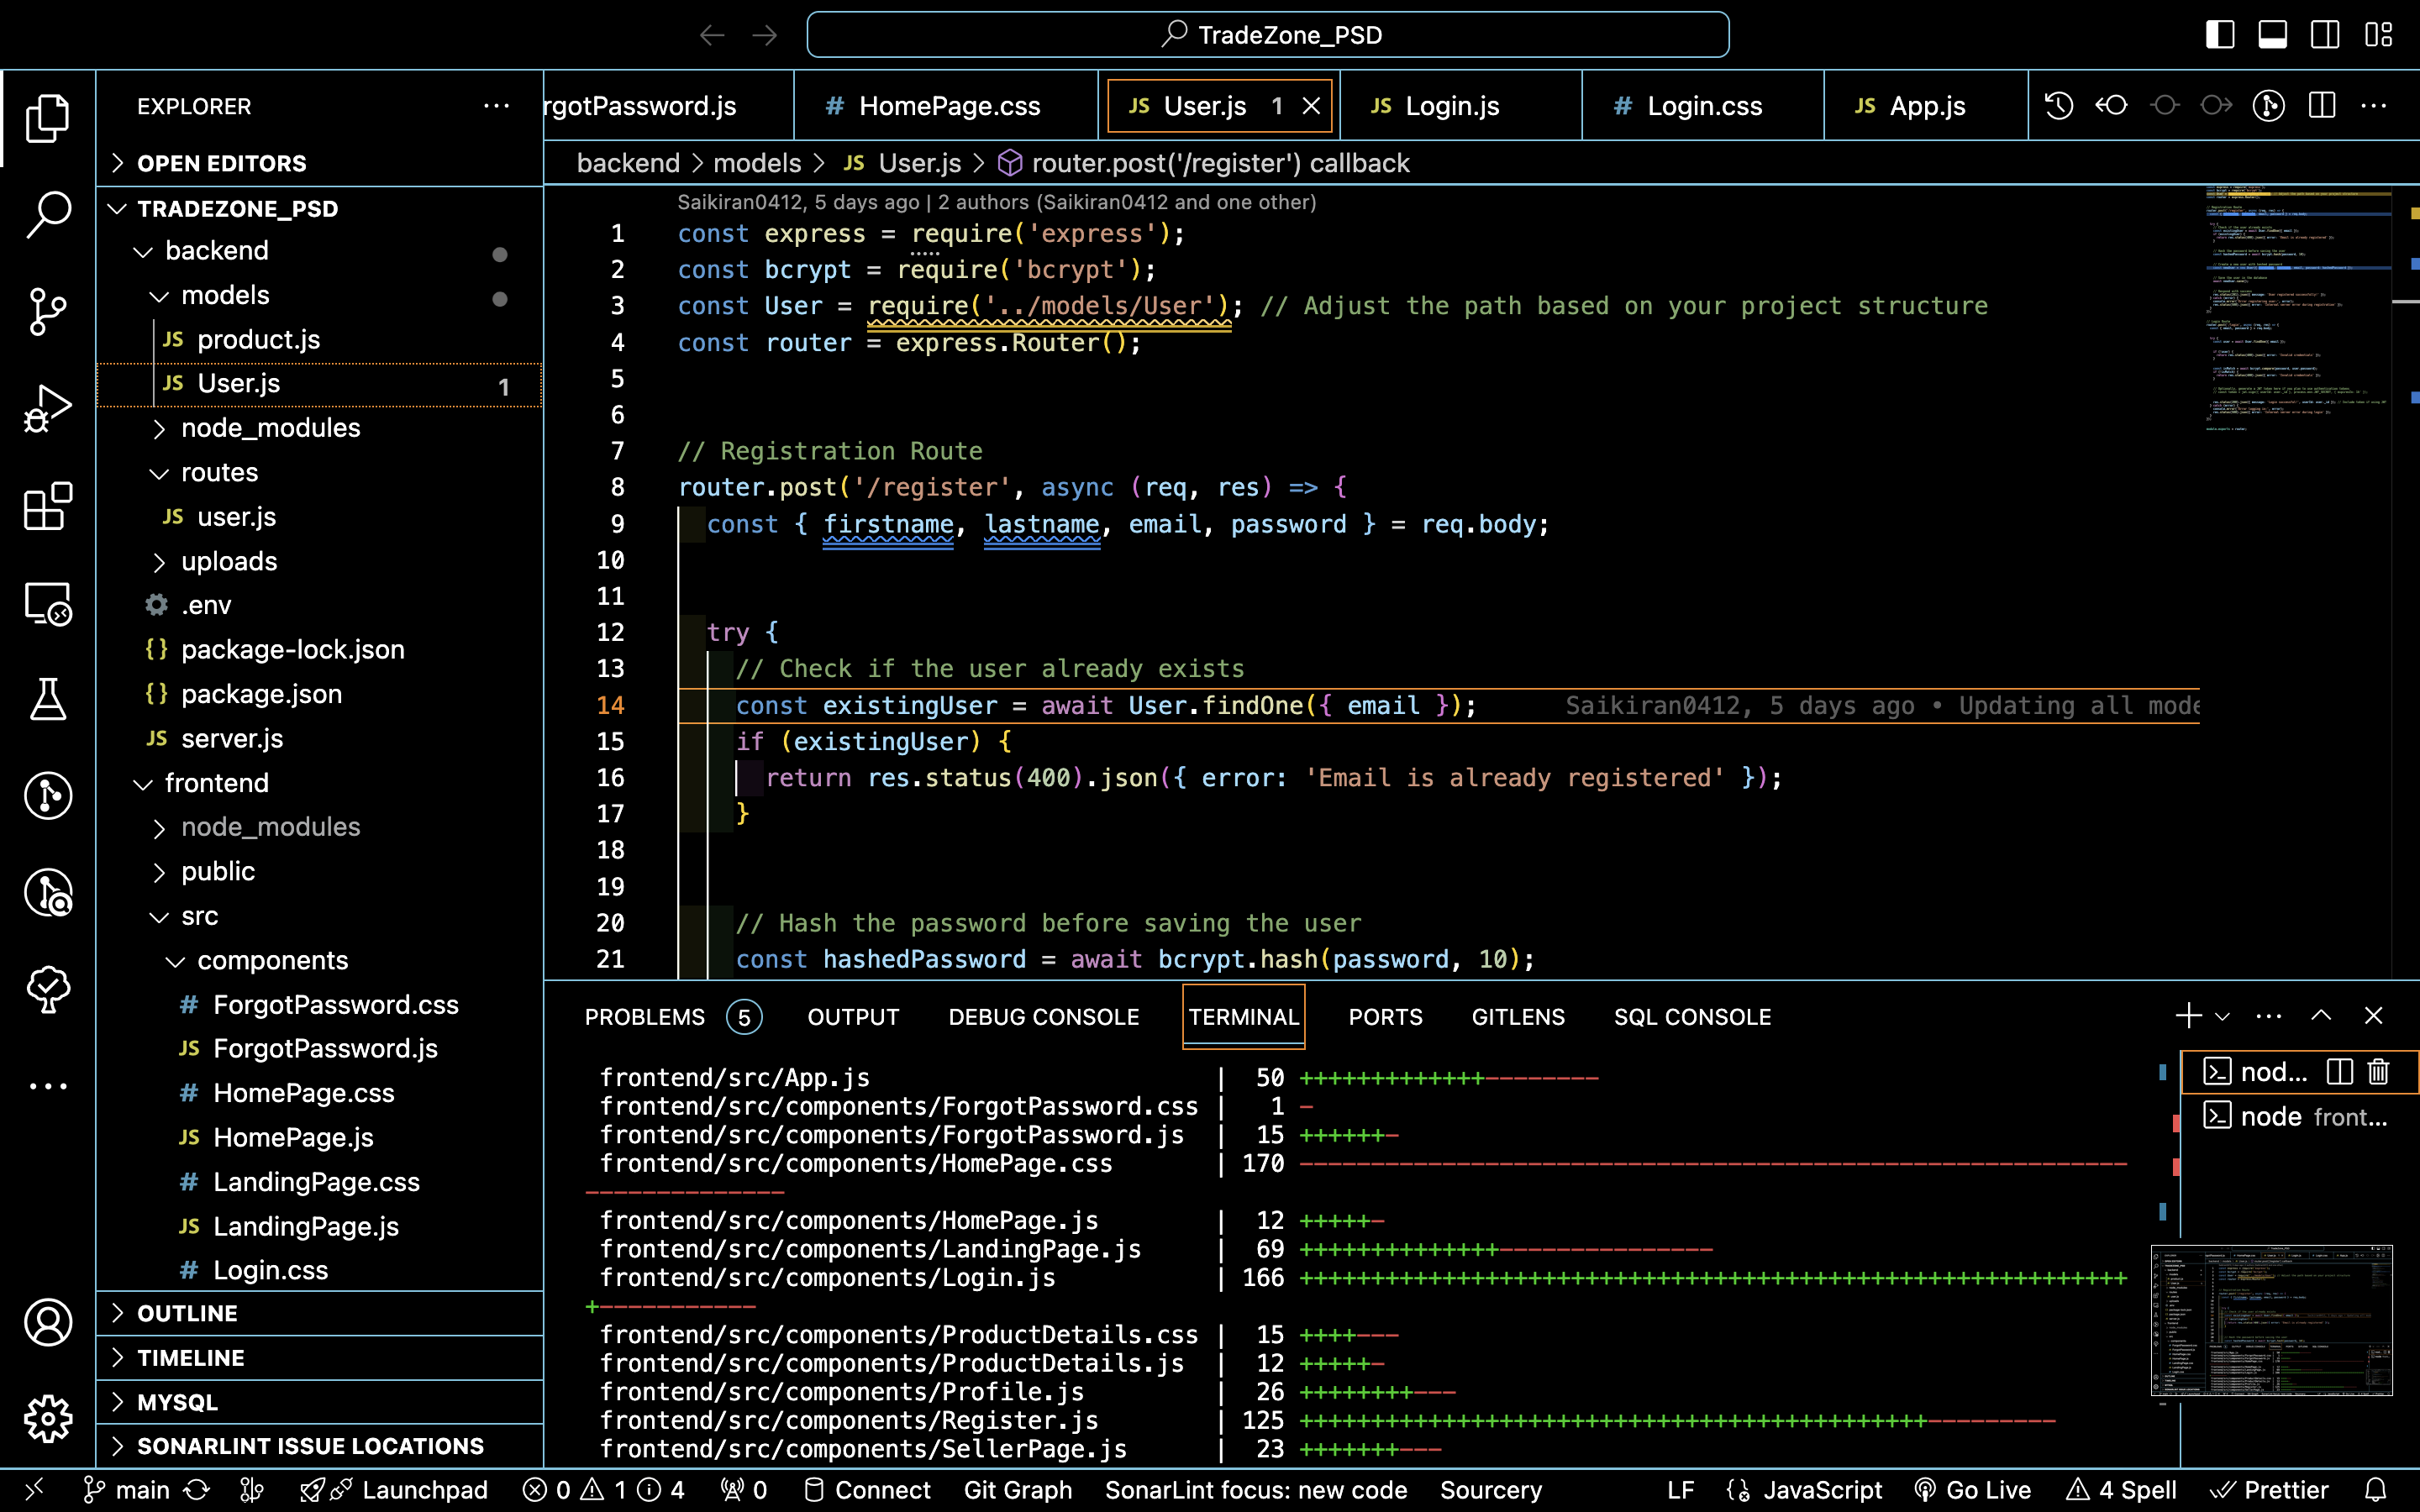 TradeZone_PSD
EXPLORER
OPEN EDITORS
TRADEZONE_PSD
backend
models
product.js
User.js 1
node_modules
routes
user.js
uploads
.env
package-lock.json
package.json
server.js
frontend
node_modules
public
src
components
ForgotPassword.css
ForgotPassword.js
HomePage.css
HomePage.js
LandingPage.css
LandingPage.js
Login.css
OUTLINE
TIMELINE
MYSQL
SONARLINT ISSUE LOCATIONS
rgotPassword.js # HomePage.css JS User.js 1 JS Login.js # Login.css JS App.js
backend > models > JS User.js > router.post('/register') callback
Saikiran0412, 5 days ago | 2 authors (Saikiran0412 and one other)
1 const express = require('express');
2 const bcrypt = require('bcrypt');
3 const User = require('../models/User'); // Adjust the path based on your project structure
4 const router = express.Router();
5
6
7 // Registration Route
8 router.post('/register', async (req, res) => {
9 const { firstname, lastname, email, password } = req.body;
10
11
12 try {
13 // Check if the user already exists
14 const existingUser = await User.findOne({ email }); Saikiran0412, 5 days ago • Updating all mode
15 if (existingUser) {
16 return res.status(400).json({ error: 'Email is already registered' });
17 }
18
19
20 // Hash the password before saving the user
21 const hashedPassword = await bcrypt.hash(password, 10);
PROBLEMS 5 OUTPUT DEBUG CONSOLE TERMINAL PORTS GITLENS SQL CONSOLE
frontend/src/App.js | 50 +++++++++++++--------
frontend/src/components/ForgotPassword.css | 1 -
frontend/src/components/ForgotPassword.js | 15 ++++++-
frontend/src/components/HomePage.css | 170 ----------------------------------------------------------
--------------
frontend/src/components/HomePage.js | 12 +++++-
frontend/src/components/LandingPage.js | 69 ++++++++++++++---------------
frontend/src/components/Login.js | 166 ++++++++++++++++++++++++++++++++++++++++++++++++++++++++++
+-----------
frontend/src/components/ProductDetails.css | 15 ++++---
frontend/src/components/ProductDetails.js | 12 +++++-
frontend/src/components/Profile.js | 26 ++++++++---
frontend/src/components/Register.js | 125 ++++++++++++++++++++++++++++++++++++++++++++---------
frontend/src/components/SellerPage.js | 23 +++++++---
nod...
node front...
main Launchpad 0 1 4 0 Connect Git Graph SonarLint focus: new code Sourcery LF JavaScript Go Live 4 Spell Prettier